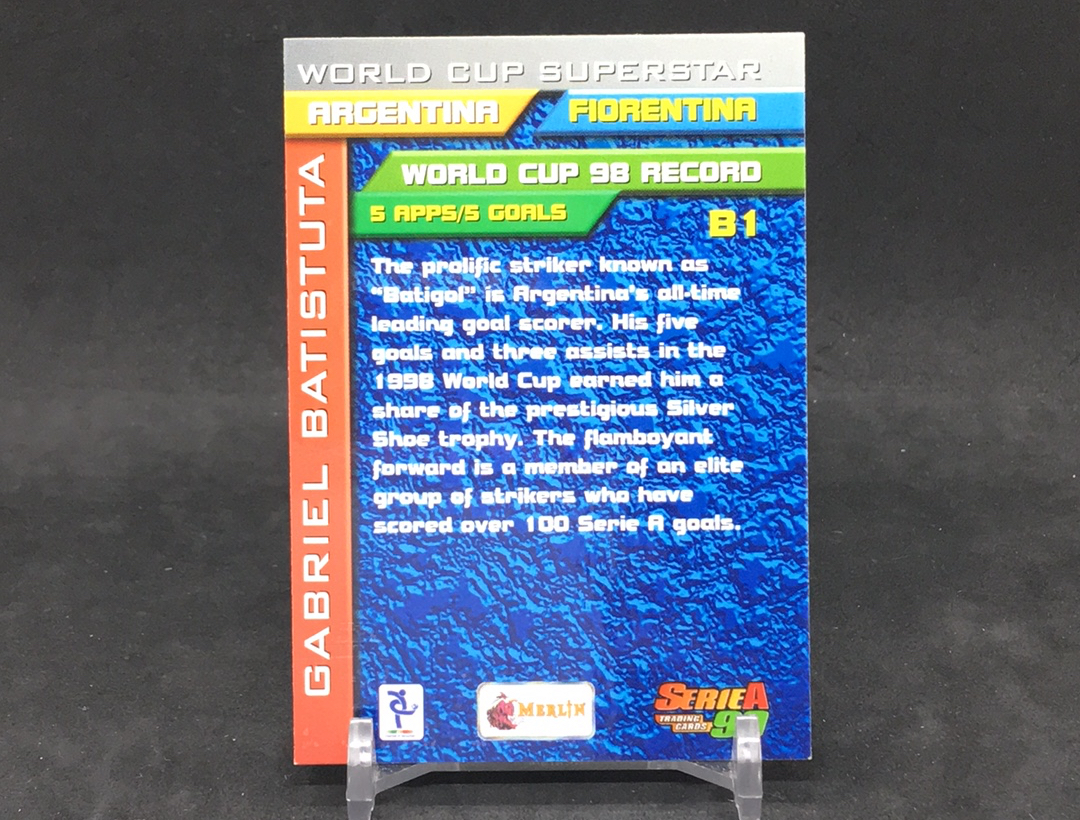 WORLD CUP SUPERSTAR
ARGENTINA FIORENTINA
GABRIEL BATISTUTA
WORLD CUP 98 RECORD
5 APPS/5 GOALS
B1
The prolific striker known as
"Batigol" is Argentina's all-time
leading goal scorer. His five
goals and three assists in the
1998 World Cup earned him a
share of the prestigious Silver
Shoe trophy. The flamboyant
forward is a member of an elite
group of strikers who have
scored over 100 Serie A goals.
MERLIN
SERIE A
TRADING
CARDS